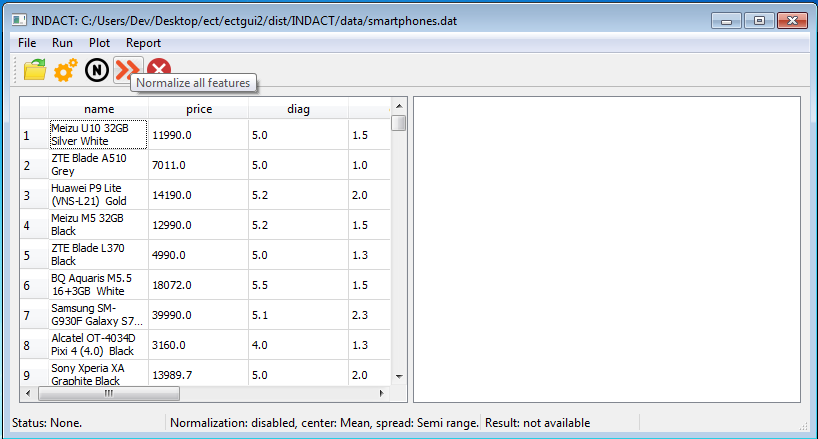 INDACT: C:/Users/Dev/Desktop/ect/ectgui2/dist/INDACT/data/smartphones.dat
File Run Plot Report
N
Normalize all features
name price diag
1 Meizu U10 32GB 11990.0 5.0 1.5
Silver White
2 ZTE Blade A510 7011.0 5.0 1.0
Grey
3 Huawei P9 Lite 14190.0 5.2 2.0
(VNS-L21) Gold
4 Meizu M5 32GB 12990.0 5.2 1.5
Black
5 ZTE Blade L370 4990.0 5.0 1.3
Black
6 BQ Aquaris M5.5 18072.0 5.5 1.5
16+3GB White
7 Samsung SM- 39990.0 5.1 2.3
G930F Galaxy S7...
8 Alcatel OT-4034D 3160.0 4.0 1.3
Pixi 4 (4.0) Black
9 Sony Xperia XA 13989.7 5.0 2.0
Graphite Black
Status: None. Normalization: disabled, center: Mean, spread: Semi range. Result: not available